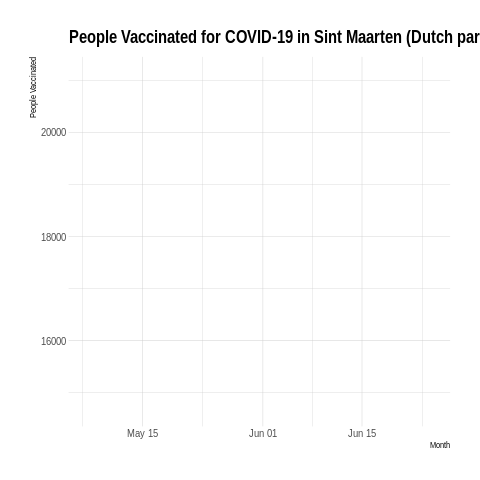 People Vaccinated for COVID-19 in Sint Maarten (Dutch par
People Vaccinated
20000
18000
16000
May 15 Jun 01 Jun 15
Month